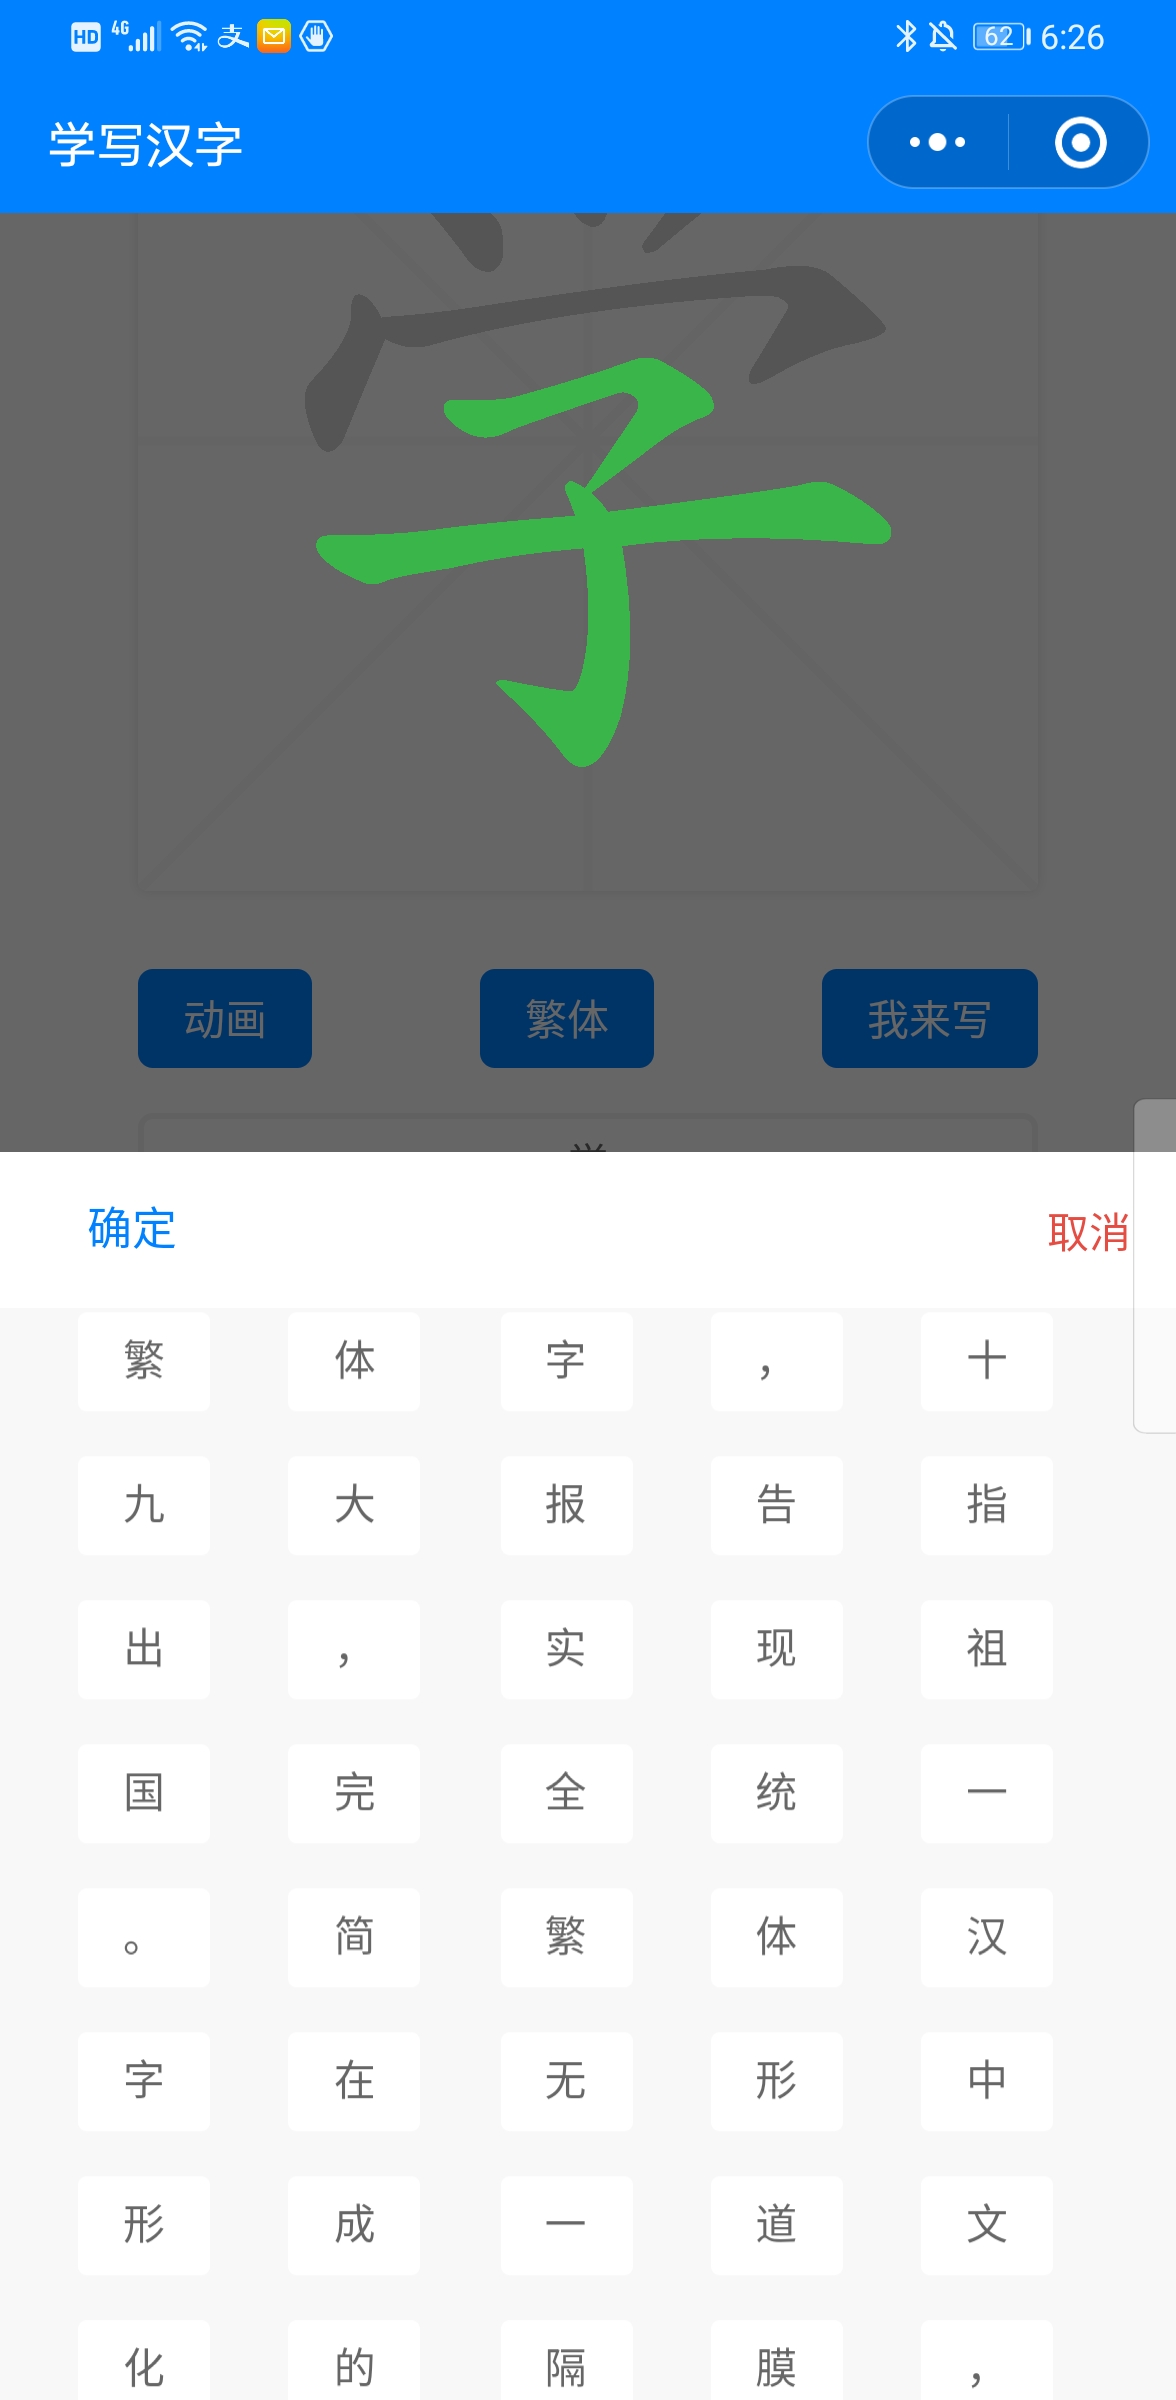 HD 4G 支 62 6:26
学写汉字
学
动画 繁体 我来写
确定 取消
繁 体 字 ， 十
九 大 报 告 指
出 ， 实 现 祖
国 完 全 统 一
。 简 繁 体 汉
字 在 无 形 中
形 成 一 道 文
化 的 隔 膜 ，